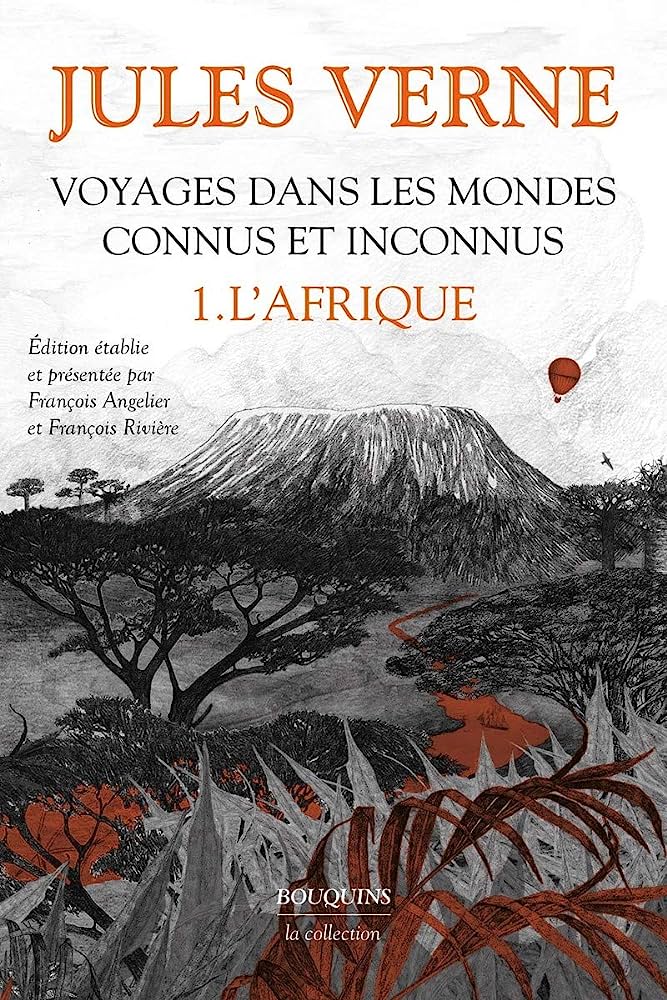 JULES VERNE
VOYAGES DANS LES MONDES
CONNUS ET INCONNUS
1. L'AFRIQUE
Édition établie
et présentée par
François Angelier
et François Rivière
BOUQUINS
la collection